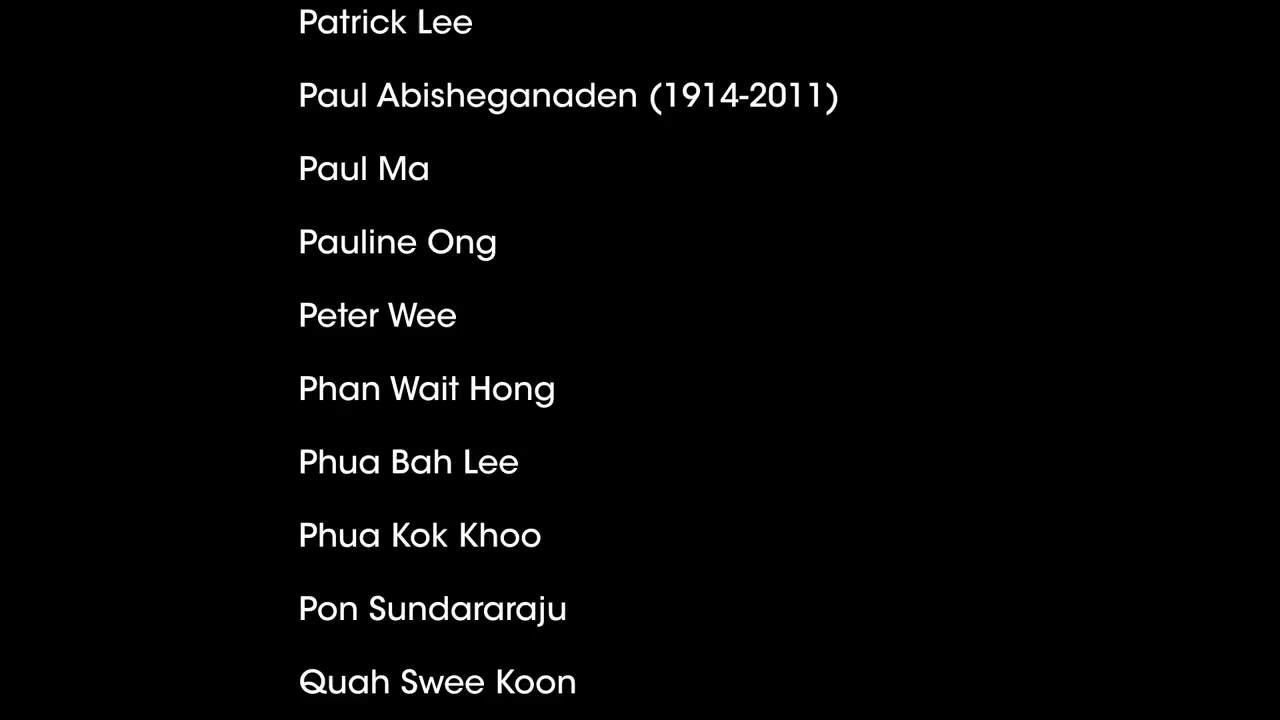 Patrick Lee
Paul Abisheganaden (1914-2011)
Paul Ma
Pauline Ong
Peter Wee
Phan Wait Hong
Phua Bah Lee
Phua Kok Khoo
Pon Sundararaju
Quah Swee Koon